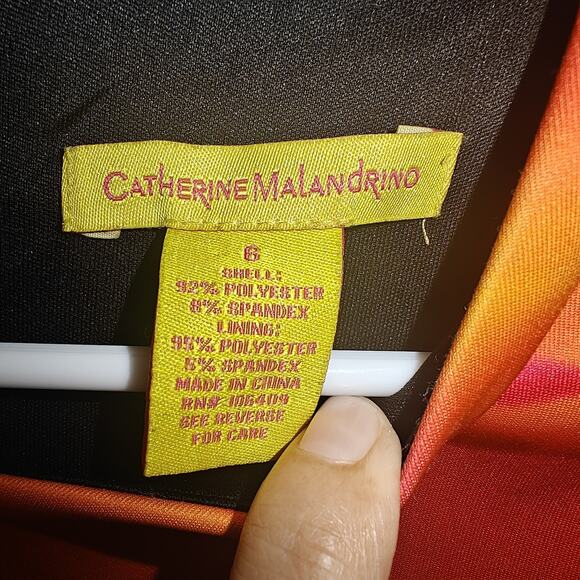 CATHERINE MALANDRINO
6
SHELL:
92% POLYESTER
8% SPANDEX
LINING:
95% POLYESTER
5% SPANDEX
MADE IN CHINA
RN# 106409
SEE REVERSE
FOR CARE